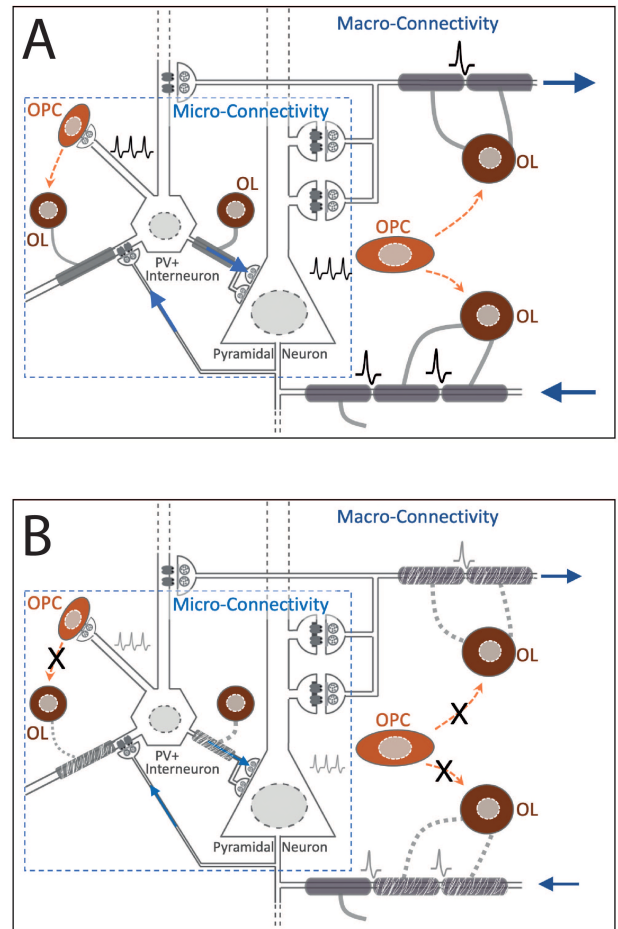 A
Macro-Connectivity
OPC
Micro-Connectivity
OL
OL
OL
PV+
Interneuron
OPC
OL
Pyramidal Neuron
B
Macro-Connectivity
OPC
Micro-Connectivity
X
OL
OL
PV+
Interneuron
OPC
X
X
OL
Pyramidal Neuron